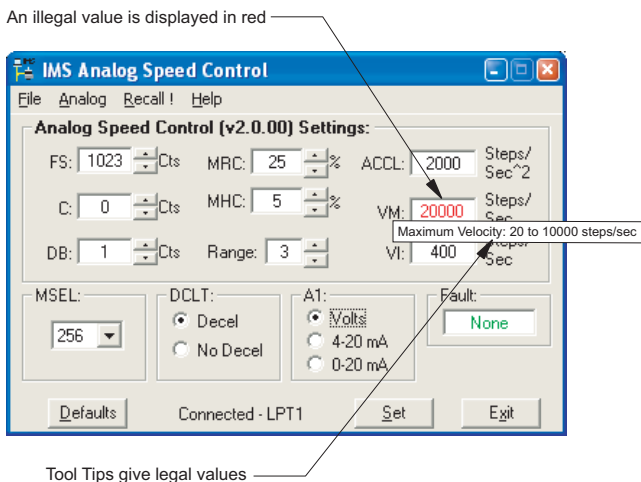 An illegal value is displayed in red
IMS Analog Speed Control
File Analog Recall ! Help
Analog Speed Control (v2.0.00) Settings:
FS: 1023 Cts MRC: 25 % ACCL: 2000 Steps/
Sec^2
C: 0 Cts MHC: 5 % VM: 20000 Steps/
Sec
Maximum Velocity: 20 to 10000 steps/sec
DB: 1 Cts Range: 3 VI: 400 Steps/
Sec
MSEL: DCLT: A1: Fault:
256 Decel Volts None
No Decel 4-20 mA
0-20 mA
Defaults Connected - LPT1 Set Exit
Tool Tips give legal values